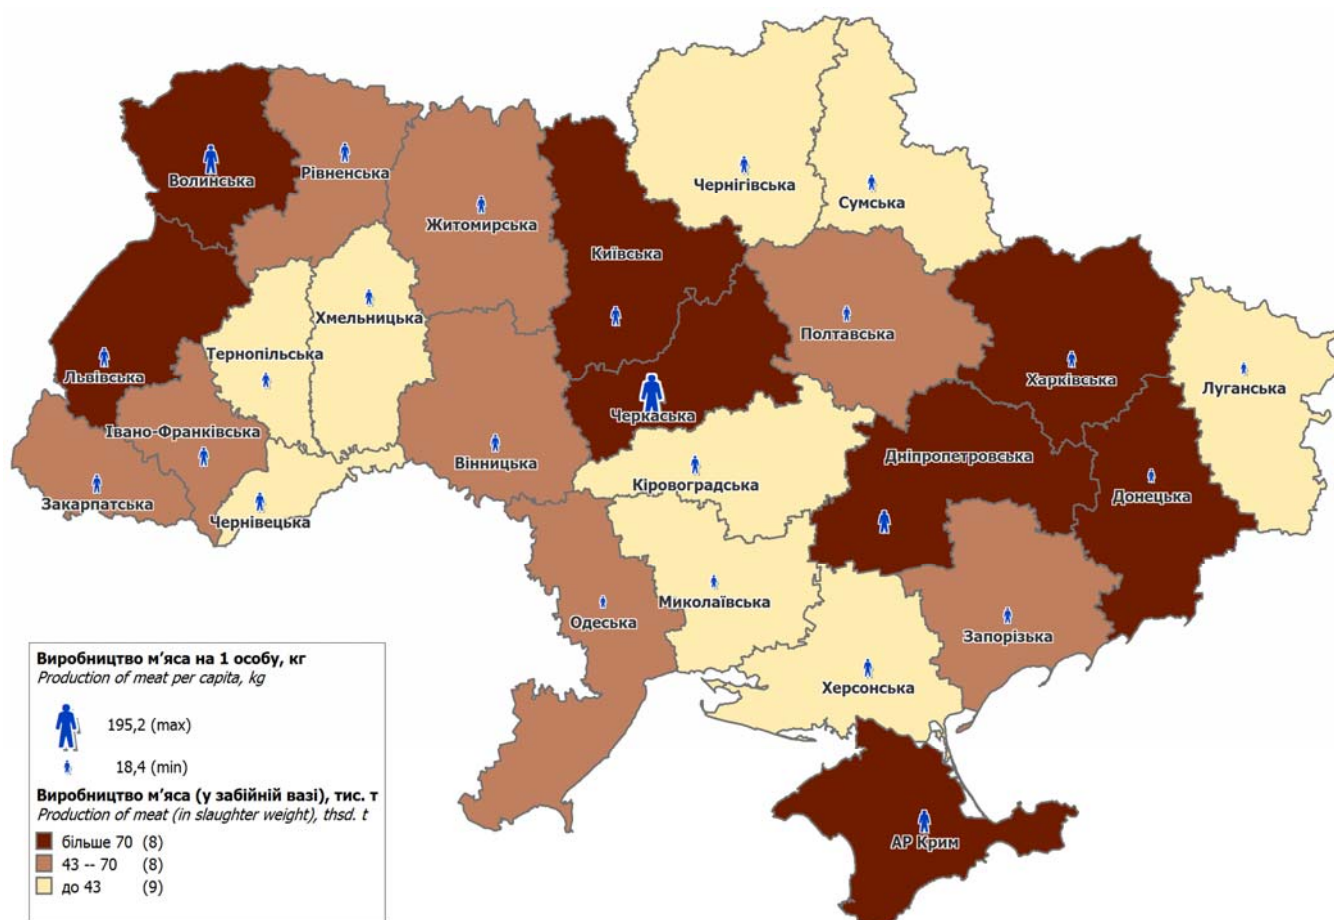 Волинська
Рівненська
Житомирська
Київська
Чернігівська
Сумська
Львівська
Тернопільська
Хмельницька
Черкаська
Полтавська
Харківська
Луганська
Івано-Франківська
Закарпатська
Чернівецька
Вінницька
Кіровоградська
Дніпропетровська
Донецька
Одеська
Миколаївська
Запорізька
Херсонська
АР Крим
Виробництво м’яса на 1 особу, кг
Production of meat per capita, kg
195,2 (max)
18,4 (min)
Виробництво м’яса (у забійній вазі), тис. т
Production of meat (in slaughter weight), thsd. t
більше 70 (8)
43 -- 70 (8)
до 43 (9)